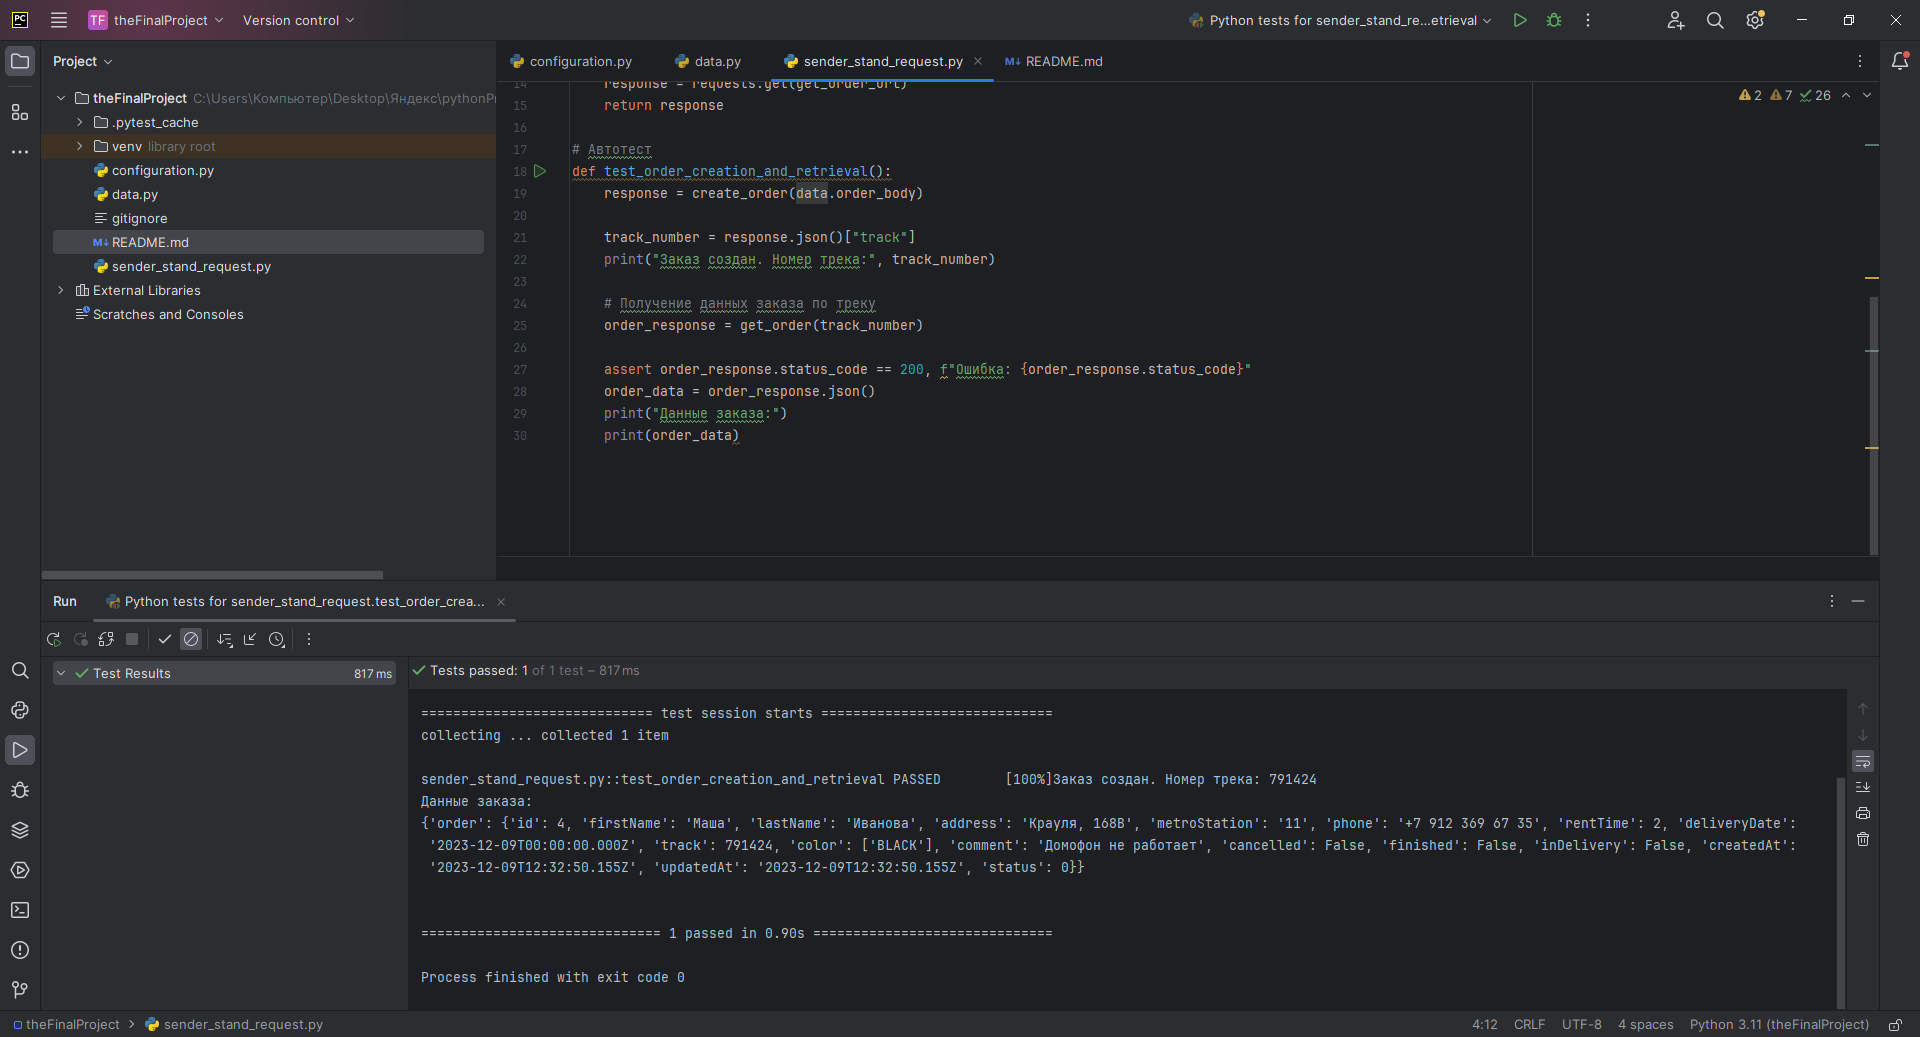 PC
TF theFinalProject
Version control
Python tests for sender_stand_re...etrieval
Project
theFinalProject C:\Users\Компьютер\Desktop\Яндекс\pythonPr
.pytest_cache
venv library root
configuration.py
data.py
gitignore
M↓ README.md
sender_stand_request.py
External Libraries
Scratches and Consoles
configuration.py
data.py
sender_stand_request.py
M↓ README.md
2 7 26
14 response = requests.get(get_order_url)
15 return response
16
17 # Автотест
18 def test_order_creation_and_retrieval():
19 response = create_order(data.order_body)
20
21 track_number = response.json()["track"]
22 print("Заказ создан. Номер трека:", track_number)
23
24 # Получение данных заказа по треку
25 order_response = get_order(track_number)
26
27 assert order_response.status_code == 200, f"Ошибка: {order_response.status_code}"
28 order_data = order_response.json()
29 print("Данные заказа:")
30 print(order_data)
Run
Python tests for sender_stand_request.test_order_crea...
Test Results 817 ms
Tests passed: 1 of 1 test – 817 ms
============================= test session starts =============================
collecting ... collected 1 item
sender_stand_request.py::test_order_creation_and_retrieval PASSED [100%]Заказ создан. Номер трека: 791424
Данные заказа:
{'order': {'id': 4, 'firstName': 'Маша', 'lastName': 'Иванова', 'address': 'Крауля, 168В', 'metroStation': '11', 'phone': '+7 912 369 67 35', 'rentTime': 2, 'deliveryDate':
'2023-12-09T00:00:00.000Z', 'track': 791424, 'color': ['BLACK'], 'comment': 'Домофон не работает', 'cancelled': False, 'finished': False, 'inDelivery': False, 'createdAt':
'2023-12-09T12:32:50.155Z', 'updatedAt': '2023-12-09T12:32:50.155Z', 'status': 0}}
============================== 1 passed in 0.90s ==============================
Process finished with exit code 0
theFinalProject > sender_stand_request.py
4:12 CRLF UTF-8 4 spaces Python 3.11 (theFinalProject)